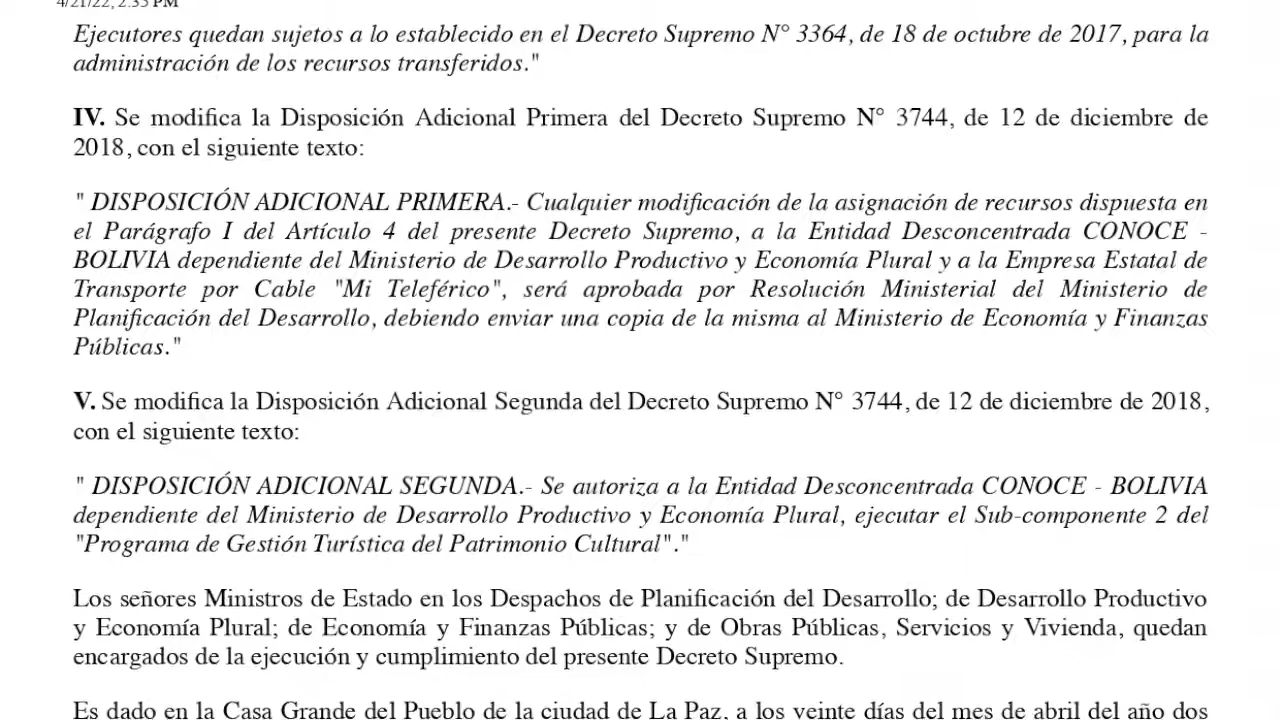 4/21/22, 2:35 PM
Ejecutores quedan sujetos a lo establecido en el Decreto Supremo N° 3364, de 18 de octubre de 2017, para la
administración de los recursos transferidos."
IV. Se modifica la Disposición Adicional Primera del Decreto Supremo N° 3744, de 12 de diciembre de
2018, con el siguiente texto:
" DISPOSICIÓN ADICIONAL PRIMERA.- Cualquier modificación de la asignación de recursos dispuesta en
el Parágrafo I del Artículo 4 del presente Decreto Supremo, a la Entidad Desconcentrada CONOCE -
BOLIVIA dependiente del Ministerio de Desarrollo Productivo y Economía Plural y a la Empresa Estatal de
Transporte por Cable "Mi Teleférico", será aprobada por Resolución Ministerial del Ministerio de
Planificación del Desarrollo, debiendo enviar una copia de la misma al Ministerio de Economía y Finanzas
Públicas."
V. Se modifica la Disposición Adicional Segunda del Decreto Supremo N° 3744, de 12 de diciembre de 2018,
con el siguiente texto:
" DISPOSICIÓN ADICIONAL SEGUNDA.- Se autoriza a la Entidad Desconcentrada CONOCE - BOLIVIA
dependiente del Ministerio de Desarrollo Productivo y Economía Plural, ejecutar el Sub-componente 2 del
"Programa de Gestión Turística del Patrimonio Cultural"."
Los señores Ministros de Estado en los Despachos de Planificación del Desarrollo; de Desarrollo Productivo
y Economía Plural; de Economía y Finanzas Públicas; y de Obras Públicas, Servicios y Vivienda, quedan
encargados de la ejecución y cumplimiento del presente Decreto Supremo.
Es dado en la Casa Grande del Pueblo de la ciudad de La Paz, a los veinte días del mes de abril del año dos